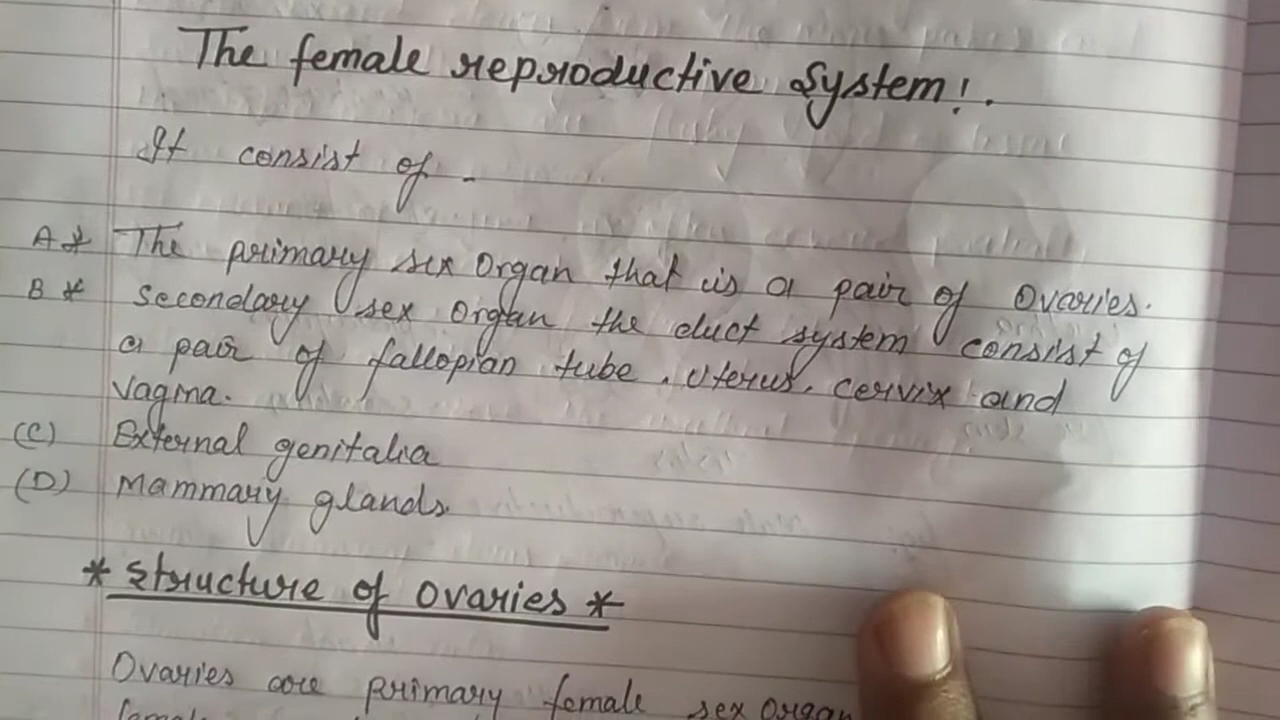 The female reproductive System!.
It consist of -
A* The primary sex Organ that is a pair of Ovaries.
B* Secondary sex organ the duct system consist of
a pair of fallopian tube, Uterus, cervix and
Vagina.
(C) External genitalia
(D) Mammary glands.
* Structure of Ovaries *
Ovaries are primary female sex organ
female